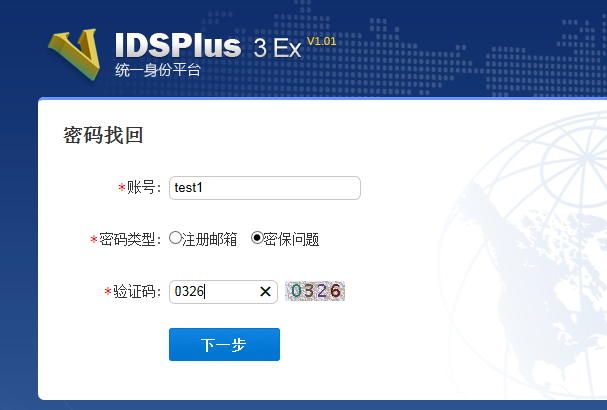 IDSPlus 3 Ex V1.01
统一身份平台
密码找回
*账号: test1
*密码类型: 注册邮箱 密保问题
*验证码: 0326 0326
下一步